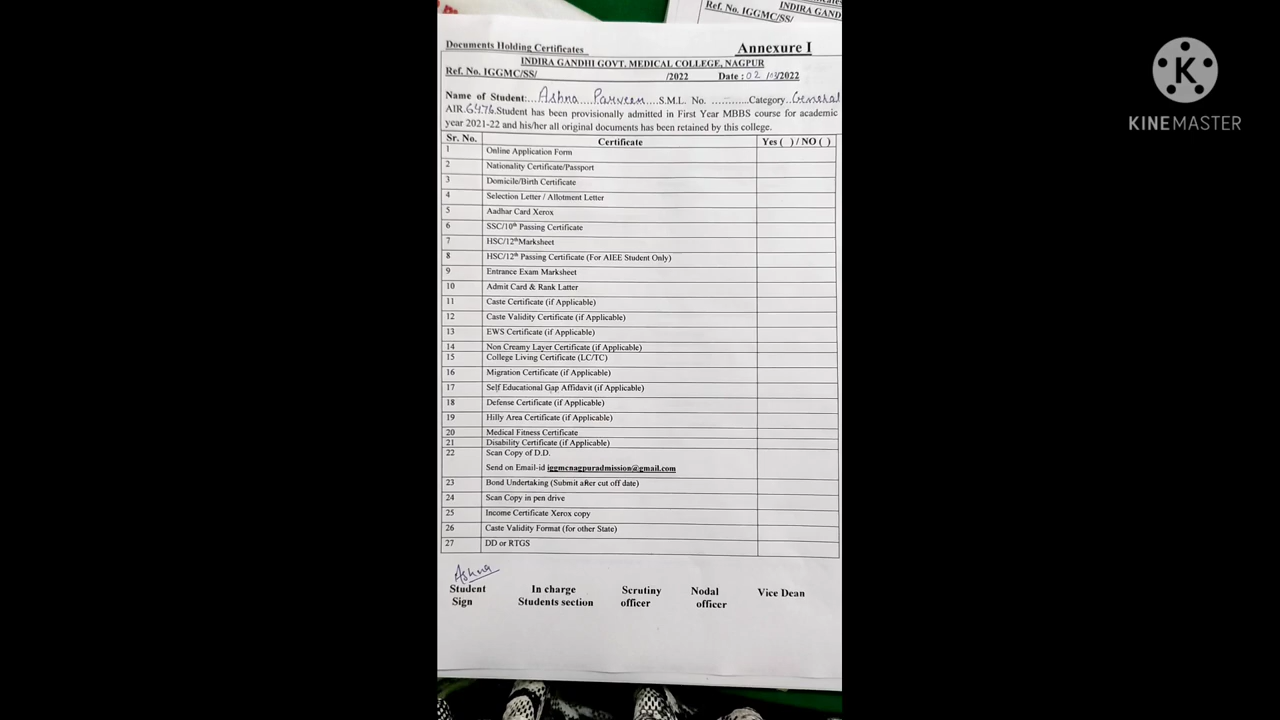 Ref. No. IGGMC/SS/
INDIRA GAND
Documents Holding Certificates
Annexure I
INDIRA GANDHI GOVT. MEDICAL COLLEGE, NAGPUR
Ref. No. IGGMC/SS/ /2022 Date : 02 /03/2022
Name of Student:...Ashna Parveen....S.M.L. No. ...........Category..General
AIR.6476.Student has been provisionally admitted in First Year MBBS course for academic
year 2021-22 and his/her all original documents has been retained by this college.
Sr. No. Certificate Yes ( ) / NO ( )
1 Online Application Form
2 Nationality Certificate/Passport
3 Domicile/Birth Certificate
4 Selection Letter / Allotment Letter
5 Aadhar Card Xerox
6 SSC/10th Passing Certificate
7 HSC/12th Marksheet
8 HSC/12th Passing Certificate (For AIEE Student Only)
9 Entrance Exam Marksheet
10 Admit Card & Rank Latter
11 Caste Certificate (if Applicable)
12 Caste Validity Certificate (if Applicable)
13 EWS Certificate (if Applicable)
14 Non Creamy Layer Certificate (if Applicable)
15 College Living Certificate (LC/TC)
16 Migration Certificate (if Applicable)
17 Self Educational Gap Affidavit (if Applicable)
18 Defense Certificate (if Applicable)
19 Hilly Area Certificate (if Applicable)
20 Medical Fitness Certificate
21 Disability Certificate (if Applicable)
22 Scan Copy of D.D.
Send on Email-id iggmcnagpuradmission@gmail.com
23 Bond Undertaking (Submit after cut off date)
24 Scan Copy in pen drive
25 Income Certificate Xerox copy
26 Caste Validity Format (for other State)
27 DD or RTGS
Ashna
Student In charge Scrutiny Nodal Vice Dean
Sign Students section officer officer
K
KINEMASTER